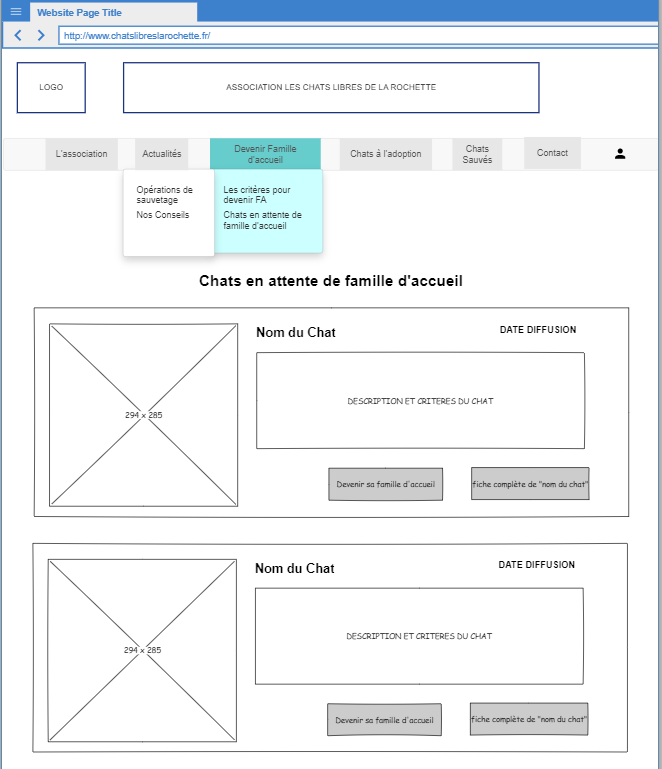 Website Page Title
http://www.chatslibreslarochette.fr/
LOGO
ASSOCIATION LES CHATS LIBRES DE LA ROCHETTE
L'association
Actualités
Devenir Famille
d'accueil
Chats à l'adoption
Chats
Sauvés
Contact
Opérations de
sauvetage
Nos Conseils
Les critères pour
devenir FA
Chats en attente de
famille d'accueil
Chats en attente de famille d'accueil
Nom du Chat
DATE DIFFUSION
294 x 285
DESCRIPTION ET CRITERES DU CHAT
Devenir sa famille d'accueil
fiche complète de "nom du chat"
Nom du Chat
DATE DIFFUSION
294 x 285
DESCRIPTION ET CRITERES DU CHAT
Devenir sa famille d'accueil
fiche complète de "nom du chat"